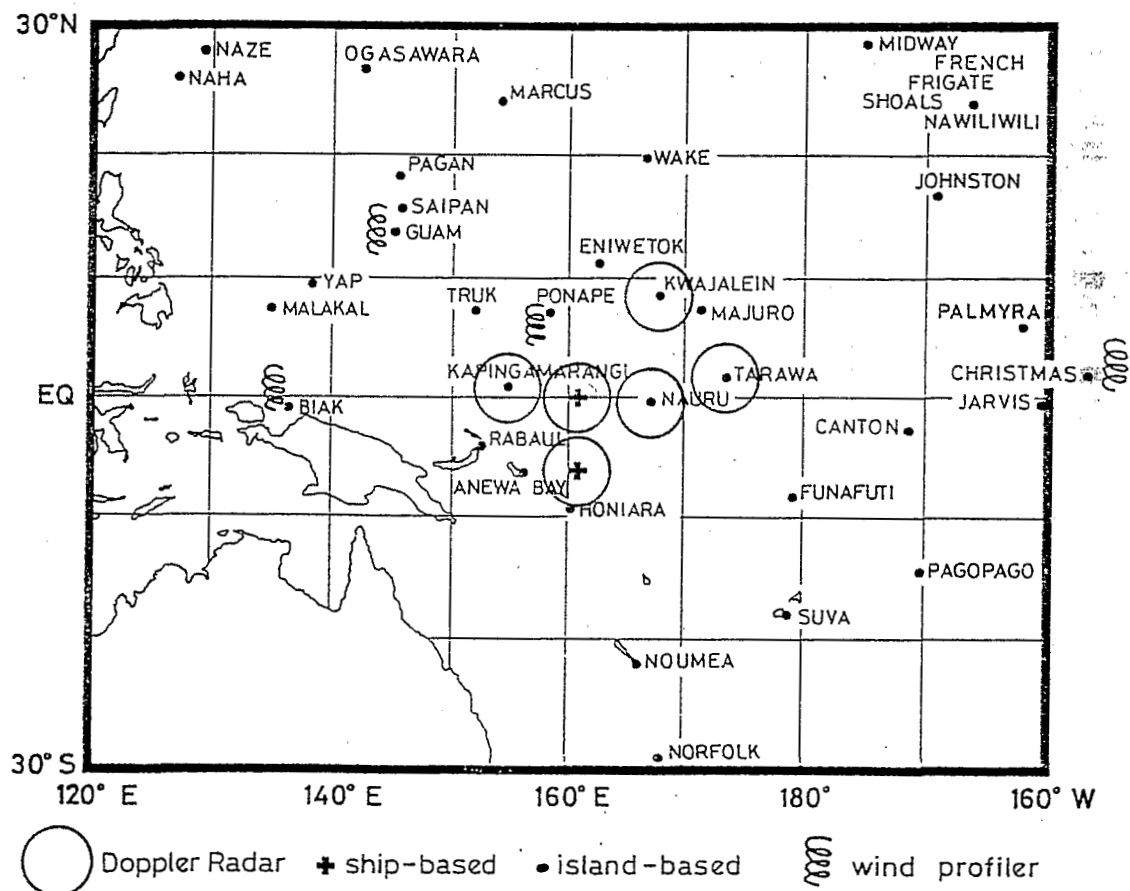 30°N
NAZE
OGASAWARA
MIDWAY
NAHA
FRENCH
FRIGATE
MARCUS
SHOALS
NAWILIWILI
WAKE
PAGAN
JOHNSTON
SAIPAN
GUAM
ENIWETOK
YAP
KWAJALEIN
MALAKAL
TRUK
PONAPE
MAJURO
PALMYRA
KAPINGAMARANGI
TARAWA
CHRISTMAS
EQ
BIAK
NAURU
JARVIS
CANTON
RABAUL
ANEWA BAY
FUNAFUTI
HONIARA
PAGOPAGO
SUVA
NOUMEA
NORFOLK
30°S
120° E 140° E 160° E 180° 160° W
Doppler Radar ship-based island-based wind profiler